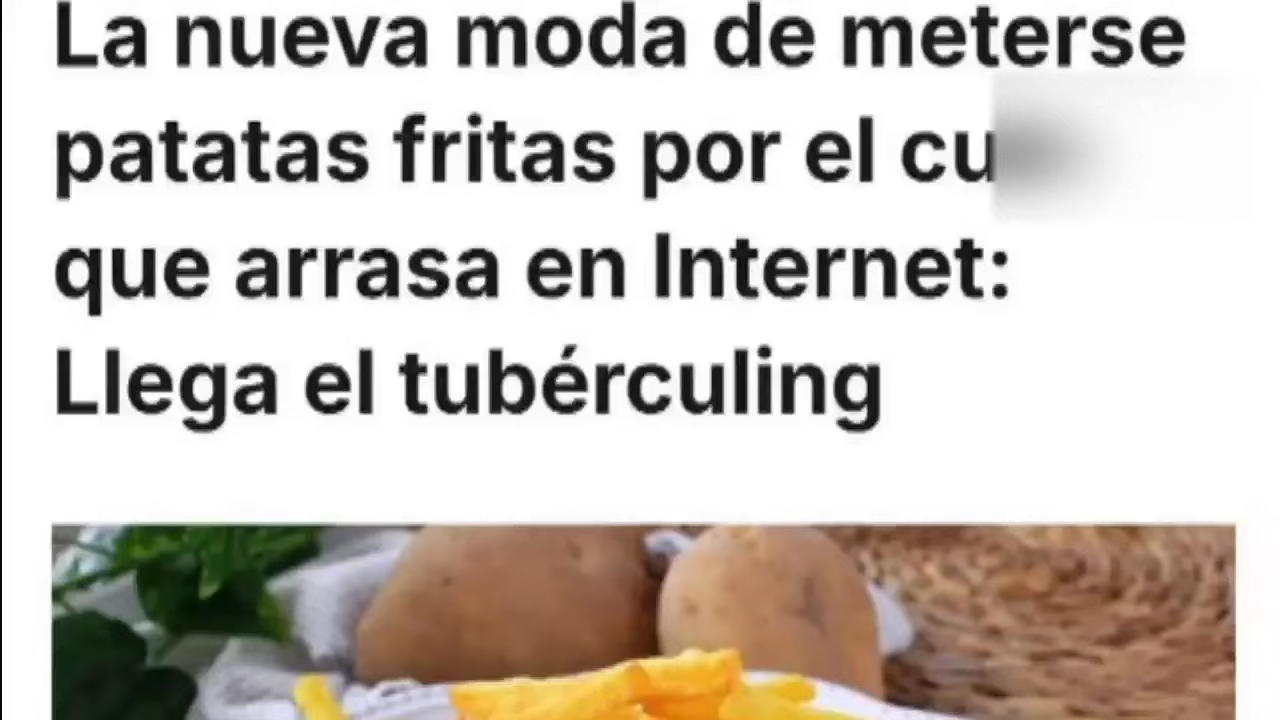 La nueva moda de meterse
patatas fritas por el cu
que arrasa en Internet:
Llega el tubérculing